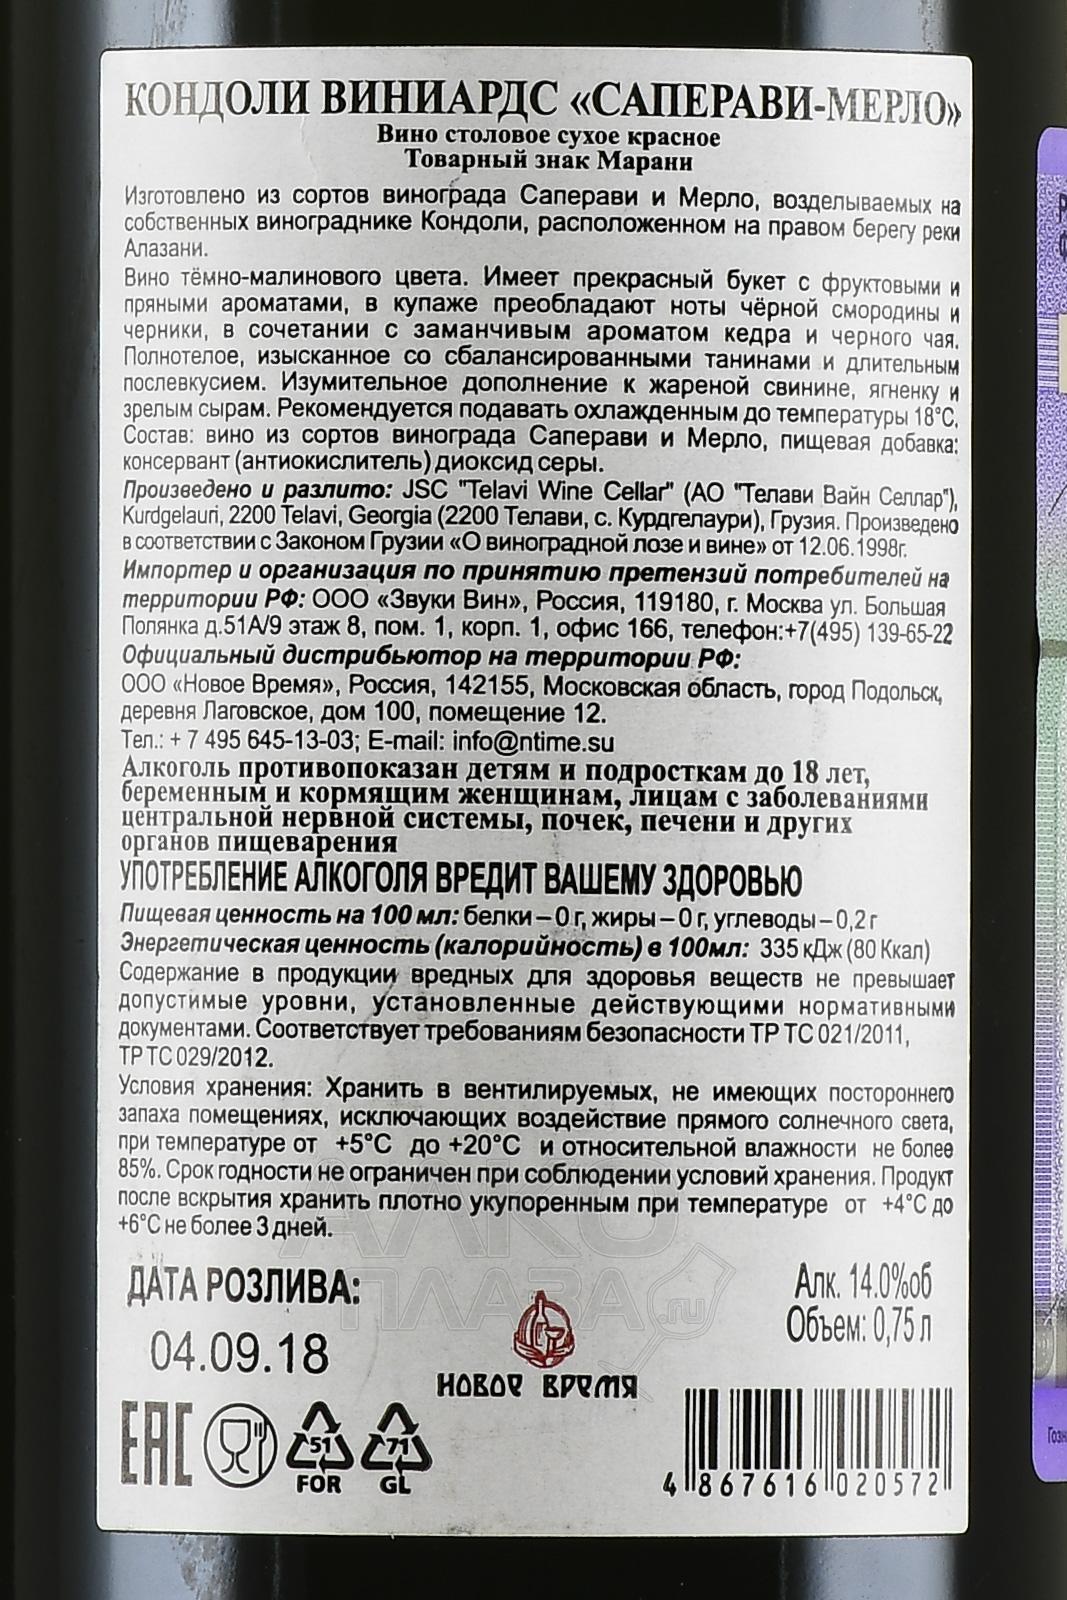 КОНДОЛИ ВИНИАРДС «САПЕРАВИ-МЕРЛО»
Вино столовое сухое красное
Товарный знак Марани
Изготовлено из сортов винограда Саперави и Мерло, возделываемых на
собственных винограднике Кондоли, расположенном на правом берегу реки
Алазани.
Вино тёмно-малинового цвета. Имеет прекрасный букет с фруктовыми и
пряными ароматами, в купаже преобладают ноты чёрной смородины и
черники, в сочетании с заманчивым ароматом кедра и черного чая.
Полнотелое, изысканное со сбалансированными танинами и длительным
послевкусием. Изумительное дополнение к жареной свинине, ягненку и
зрелым сырам. Рекомендуется подавать охлажденным до температуры 18°С.
Состав: вино из сортов винограда Саперави и Мерло, пищевая добавка:
консервант (антиокислитель) диоксид серы.
Произведено и разлито: JSC "Telavi Wine Cellar" (АО "Телави Вайн Селлар"),
Kurdgelauri, 2200 Telavi, Georgia (2200 Телави, с. Курдгелаури), Грузия. Произведено
в соответствии с Законом Грузии «О виноградной лозе и вине» от 12.06.1998г.
Импортер и организация по принятию претензий потребителей на
территории РФ: ООО «Звуки Вин», Россия, 119180, г. Москва ул. Большая
Полянка д.51А/9 этаж 8, пом. 1, корп. 1, офис 166, телефон:+7(495) 139-65-22
Официальный дистрибьютор на территории РФ:
ООО «Новое Время», Россия, 142155, Московская область, город Подольск,
деревня Лаговское, дом 100, помещение 12.
Тел.: + 7 495 645-13-03; E-mail: info@ntime.su
Алкоголь противопоказан детям и подросткам до 18 лет,
беременным и кормящим женщинам, лицам с заболеваниями
центральной нервной системы, почек, печени и других
органов пищеварения
УПОТРЕБЛЕНИЕ АЛКОГОЛЯ ВРЕДИТ ВАШЕМУ ЗДОРОВЬЮ
Пищевая ценность на 100 мл: белки – 0 г, жиры – 0 г, углеводы – 0,2 г
Энергетическая ценность (калорийность) в 100мл: 335 кДж (80 Ккал)
Содержание в продукции вредных для здоровья веществ не превышает
допустимые уровни, установленные действующими нормативными
документами. Соответствует требованиям безопасности ТР ТС 021/2011,
ТР ТС 029/2012.
Условия хранения: Хранить в вентилируемых, не имеющих постороннего
запаха помещениях, исключающих воздействие прямого солнечного света,
при температуре от +5°С до +20°С и относительной влажности не более
85%. Срок годности не ограничен при соблюдении условий хранения. Продукт
после вскрытия хранить плотно укупоренным при температуре от +4°С до
+6°С не более 3 дней.
АЛКО
ПЛАЗА.ru
ДАТА РОЗЛИВА:
04.09.18
Алк. 14.0%об
Объем: 0,75 л
НОВОЕ ВРЕМЯ
ЕАС
51
FOR
71
GL
4 867616 020572